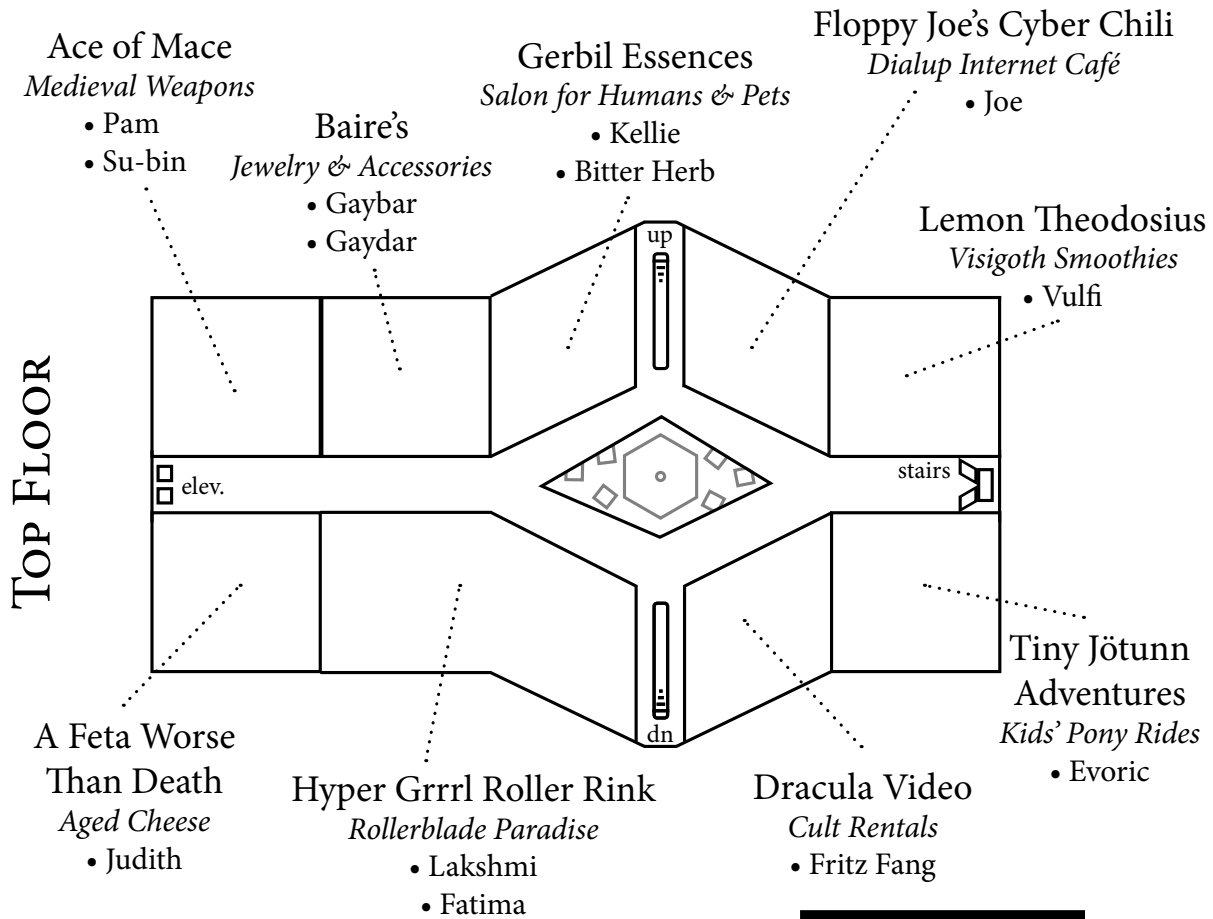 Ace of Mace
Medieval Weapons
• Pam
• Su-bin
Baire's
Jewelry & Accessories
• Gaybar
• Gaydar
Gerbil Essences
Salon for Humans & Pets
• Kellie
• Bitter Herb
Floppy Joe's Cyber Chili
Dialup Internet Café
• Joe
Lemon Theodosius
Visigoth Smoothies
• Vulfi
up
TOP FLOOR
elev.
stairs
dn
A Feta Worse
Than Death
Aged Cheese
• Judith
Hyper Grrrl Roller Rink
Rollerblade Paradise
• Lakshmi
• Fatima
Dracula Video
Cult Rentals
• Fritz Fang
Tiny Jötunn
Adventures
Kids' Pony Rides
• Evoric